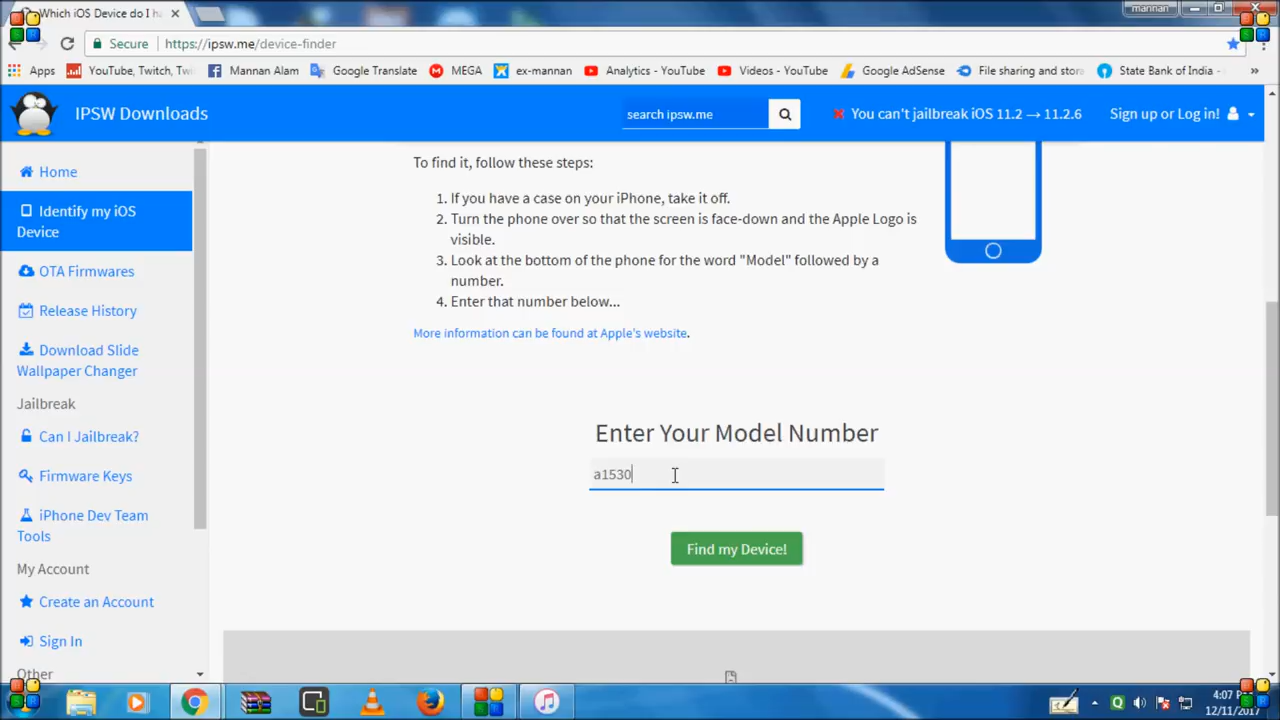 Which iOS Device do I ha
mannan
Secure
https://ipsw.me/device-finder
Apps
YouTube, Twitch, Twi
Mannan Alam
Google Translate
MEGA
ex-mannan
Analytics - YouTube
Videos - YouTube
Google AdSense
File sharing and stora
State Bank of India -
»
IPSW Downloads
search ipsw.me
You can't jailbreak iOS 11.2 → 11.2.6
Sign up or Log in!
Home
Identify my iOS
Device
OTA Firmwares
Release History
Download Slide
Wallpaper Changer
Jailbreak
Can I Jailbreak?
Firmware Keys
iPhone Dev Team
Tools
My Account
Create an Account
Sign In
Other
To find it, follow these steps:
1. If you have a case on your iPhone, take it off.
2. Turn the phone over so that the screen is face-down and the Apple Logo is
visible.
3. Look at the bottom of the phone for the word "Model" followed by a
number.
4. Enter that number below...
More information can be found at Apple's website.
Enter Your Model Number
a1530
Find my Device!
4:07 PM
12/11/2017